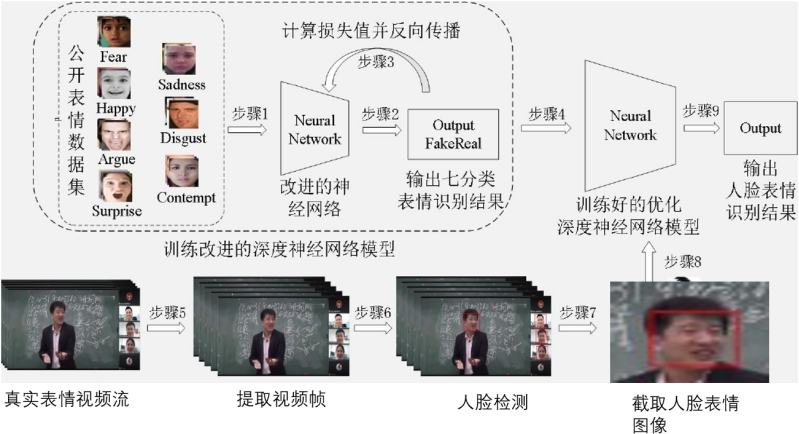 计算损失值并反向传播
步骤3
公开表情数据集
Fear
Sadness
Happy
Disgust
Argue
Contempt
Surprise
步骤1
Neural
Network
改进的神
经网络
步骤2
Output
FakeReal
输出七分类
表情识别结果
步骤4
Neural
Network
训练好的优化
深度神经网络模型
步骤9
Output
输出
人脸表情
识别结果
训练改进的深度神经网络模型
步骤8
步骤5
步骤6
步骤7
真实表情视频流
提取视频帧
人脸检测
截取人脸表情
图像